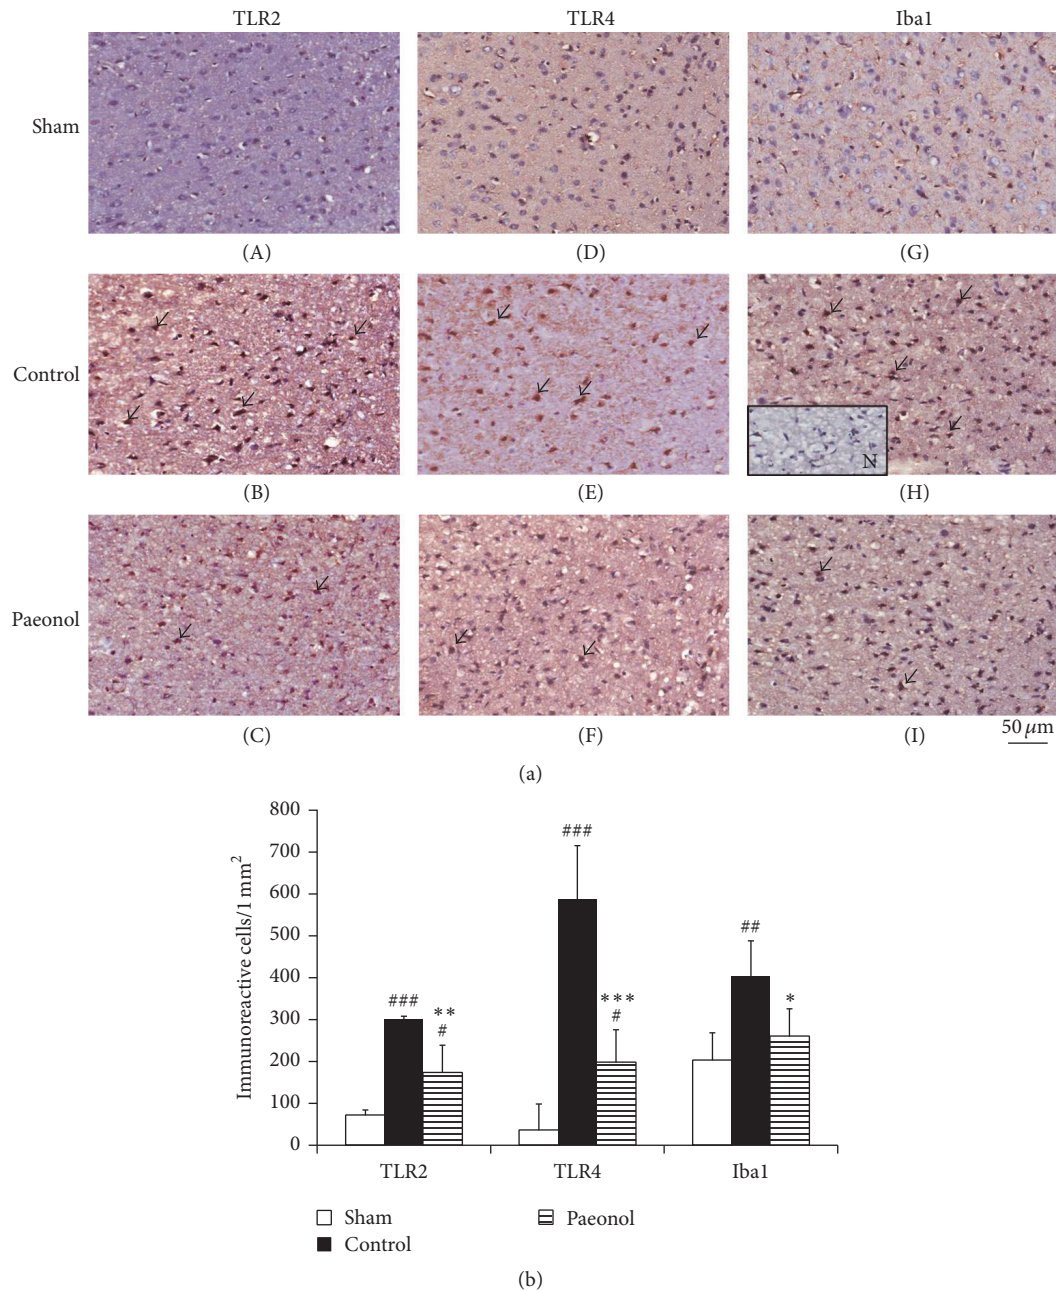 TLR2 TLR4 Iba1
Sham
(A) (D) (G)
Control
N
(B) (E) (H)
Paeonol
(C) (F) (I)
50 μm
(a)
Immunoreactive cells/1 mm²
800
700
600
500
400
300
200
100
0
###
**
#
###
***
#
##
*
TLR2 TLR4 Iba1
Sham Paeonol
Control
(b)